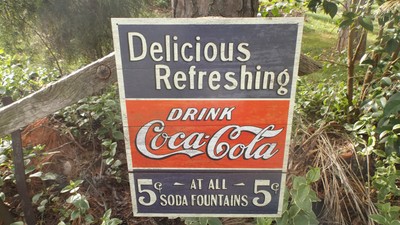 Delicious
Refreshing
DRINK
Coca-Cola
5¢ - AT ALL - 5¢
SODA FOUNTAINS